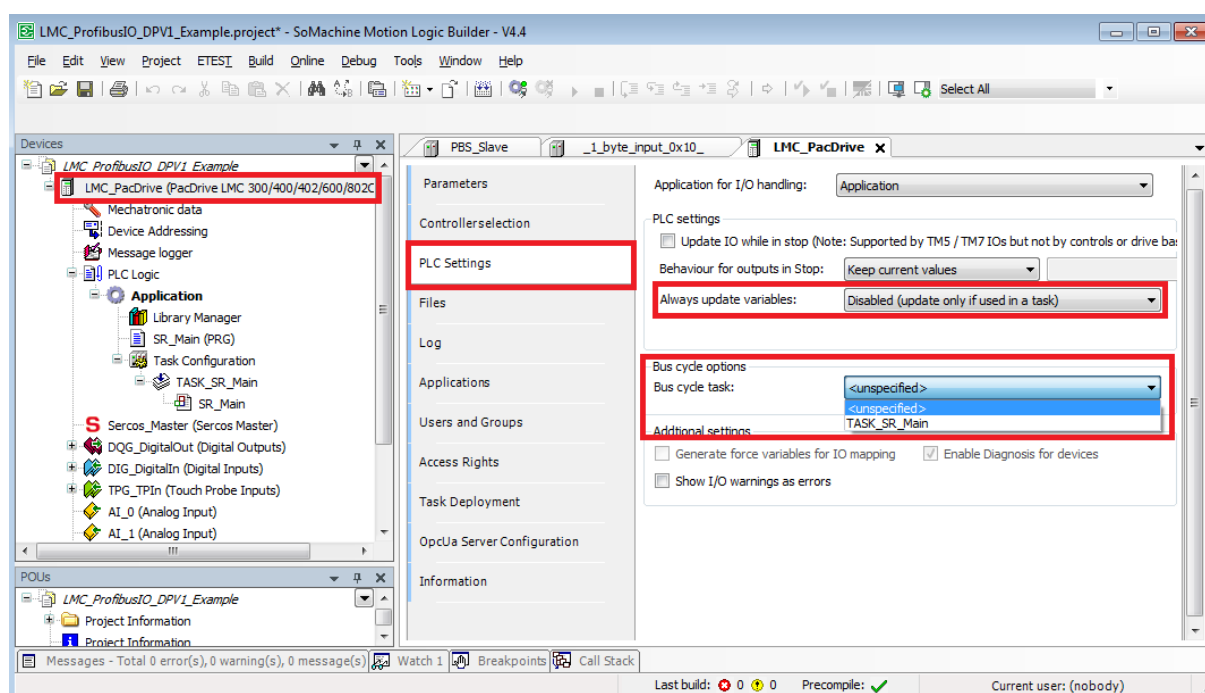 LMC_ProfibusIO_DPV1_Example.project* - SoMachine Motion Logic Builder - V4.4
File Edit View Project ETEST Build Online Debug Tools Window Help
Select All
Devices
LMC_ProfibusIO_DPV1_Example
LMC_PacDrive (PacDrive LMC 300/400/402/600/802C
Mechatronic data
Device Addressing
Message logger
PLC Logic
Application
Library Manager
SR_Main (PRG)
Task Configuration
TASK_SR_Main
SR_Main
Sercos_Master (Sercos Master)
DQG_DigitalOut (Digital Outputs)
DIG_DigitalIn (Digital Inputs)
TPG_TPIn (Touch Probe Inputs)
AI_0 (Analog Input)
AI_1 (Analog Input)
POUs
LMC_ProfibusIO_DPV1_Example
Project Information
Project Information
PBS_Slave _1_byte_input_0x10_ LMC_PacDrive
Parameters
Controllerselection
PLC Settings
Files
Log
Applications
Users and Groups
Access Rights
Task Deployment
OpcUa Server Configuration
Information
Application for I/O handling: Application
PLC settings
Update IO while in stop (Note: Supported by TM5 / TM7 IOs but not by controls or drive ba
Behaviour for outputs in Stop: Keep current values
Always update variables: Disabled (update only if used in a task)
Bus cycle options
Bus cycle task: <unspecified>
<unspecified>
TASK_SR_Main
Addtional settings
Generate force variables for IO mapping Enable Diagnosis for devices
Show I/O warnings as errors
Messages - Total 0 error(s), 0 warning(s), 0 message(s) Watch 1 Breakpoints Call Stack
Last build: 0 0 Precompile: Current user: (nobody)